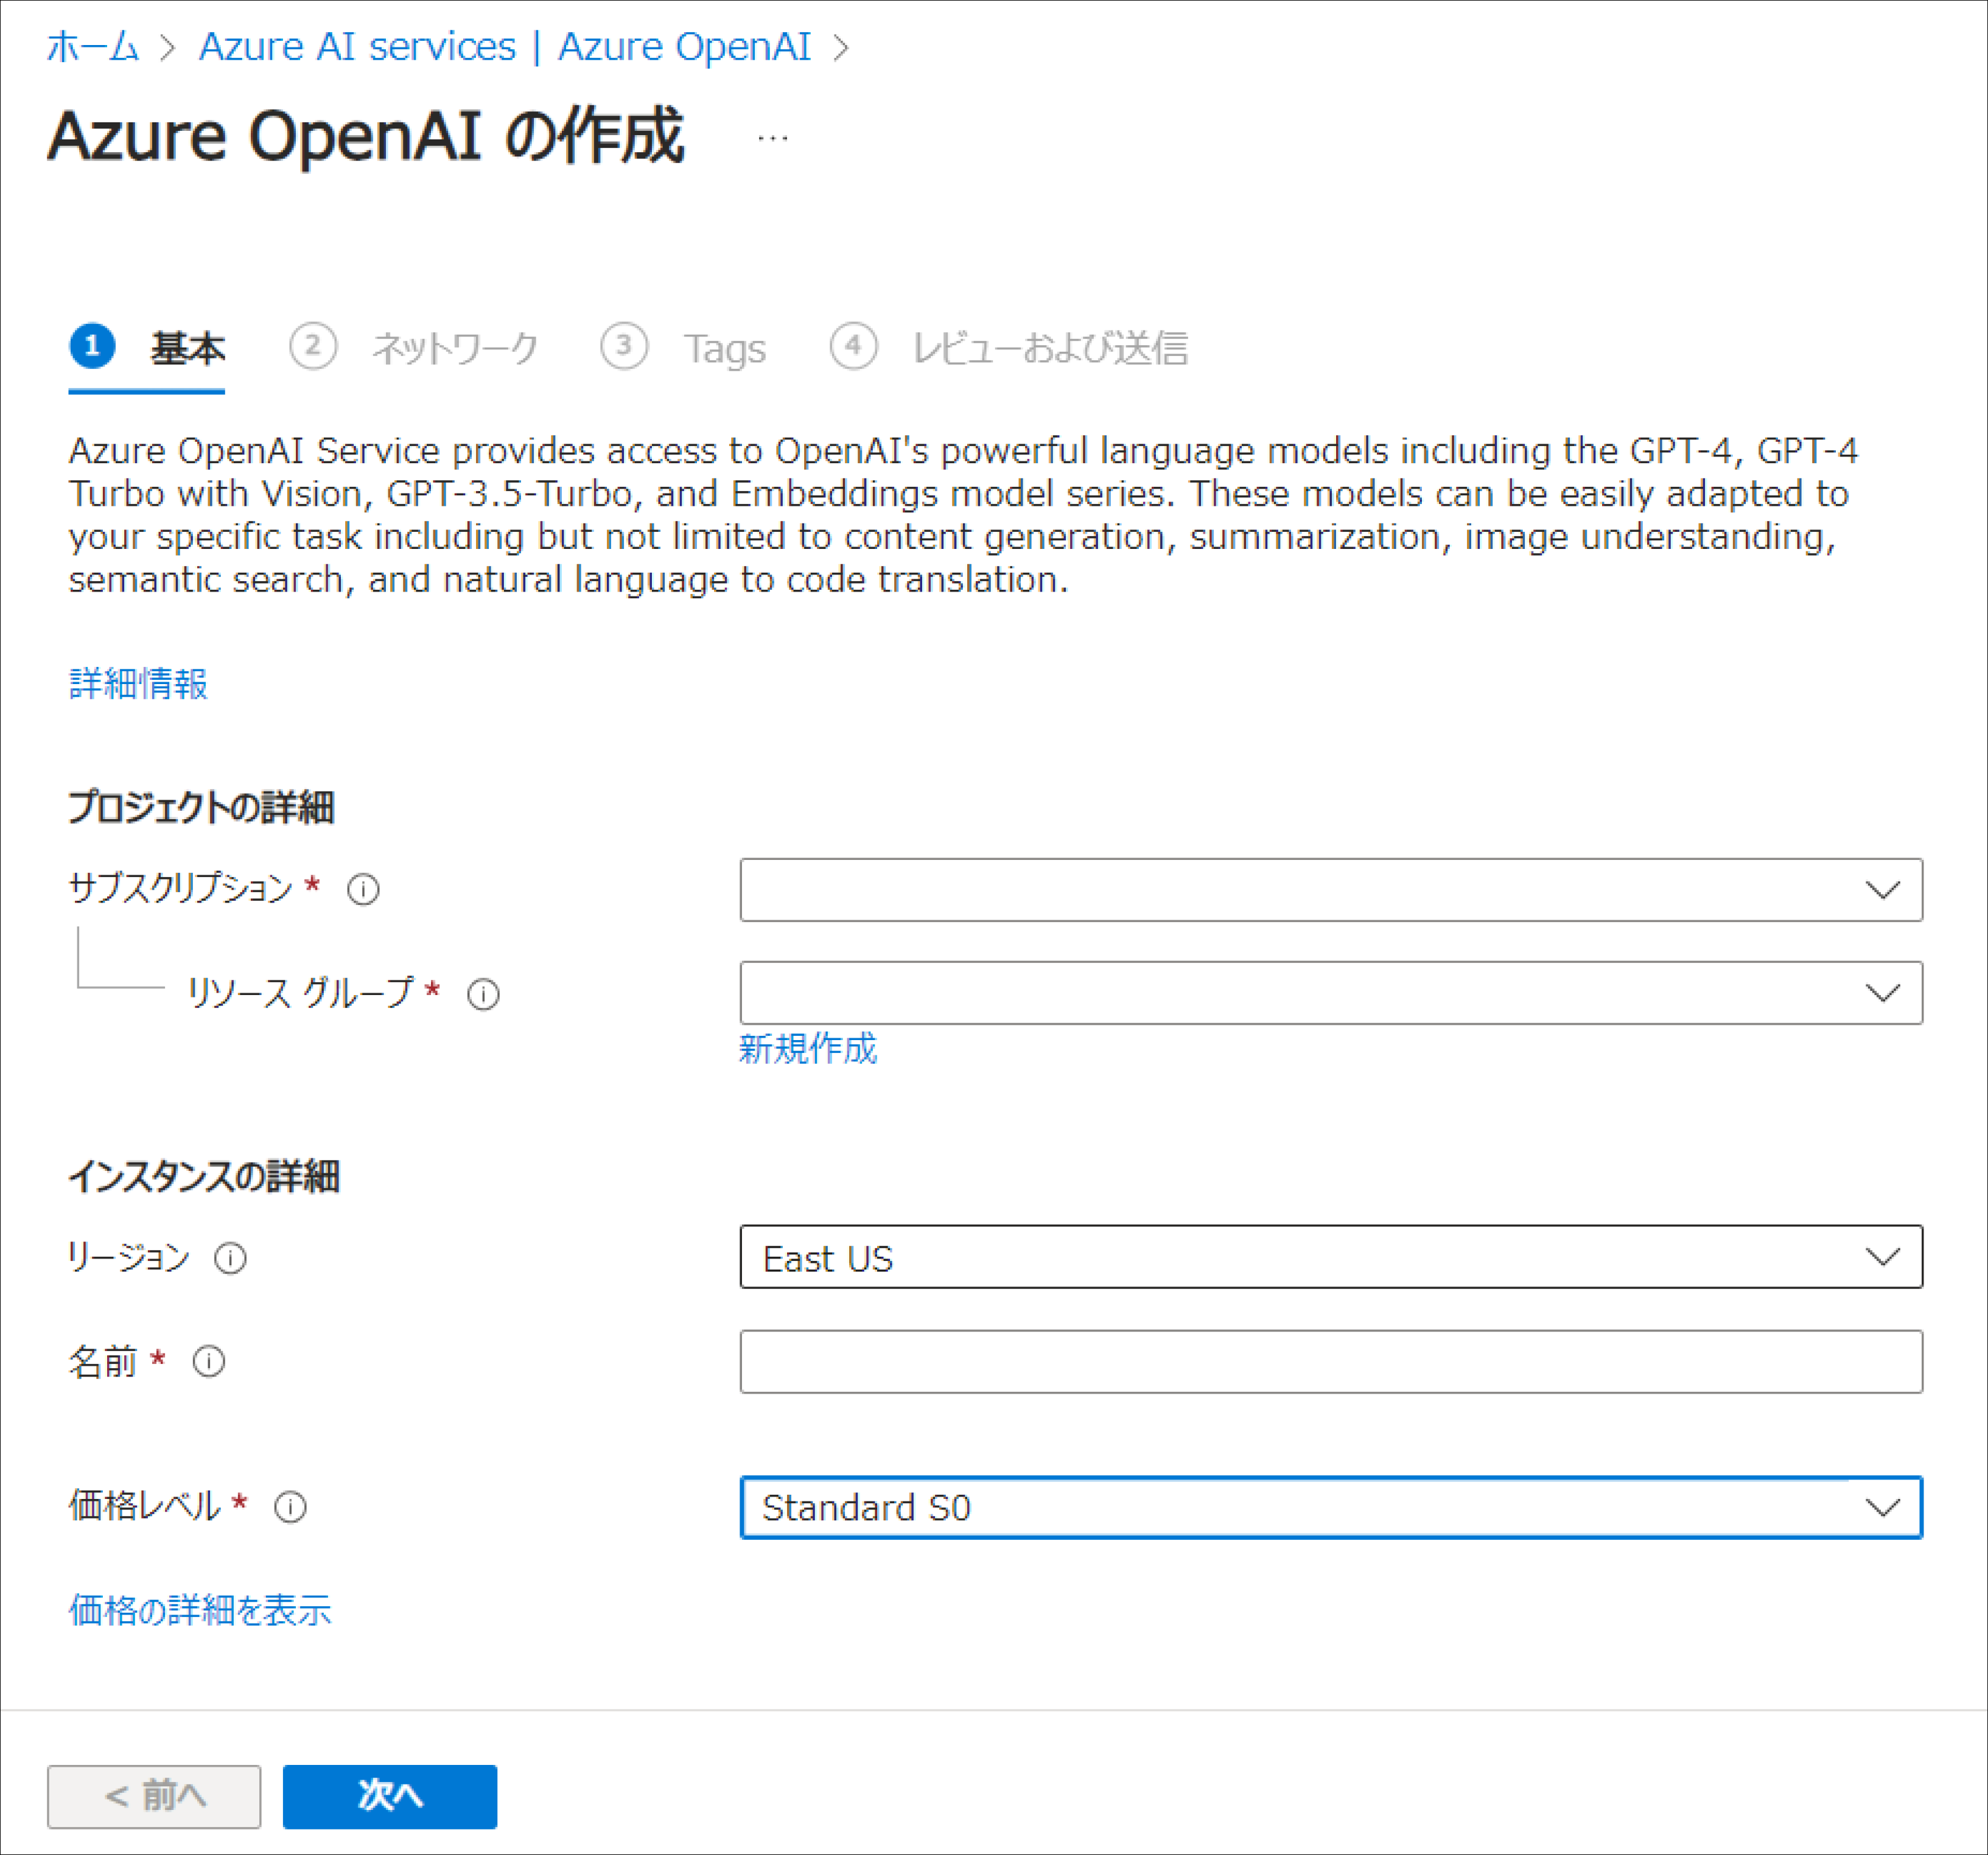 ホーム > Azure AI services | Azure OpenAI >
Azure OpenAI の作成 ...
1 基本 2 ネットワーク 3 Tags 4 レビューおよび送信
Azure OpenAI Service provides access to OpenAI's powerful language models including the GPT-4, GPT-4
Turbo with Vision, GPT-3.5-Turbo, and Embeddings model series. These models can be easily adapted to
your specific task including but not limited to content generation, summarization, image understanding,
semantic search, and natural language to code translation.
詳細情報
プロジェクトの詳細
サブスクリプション *
リソース グループ *
新規作成
インスタンスの詳細
リージョン East US
名前 *
価格レベル * Standard S0
価格の詳細を表示
< 前へ 次へ